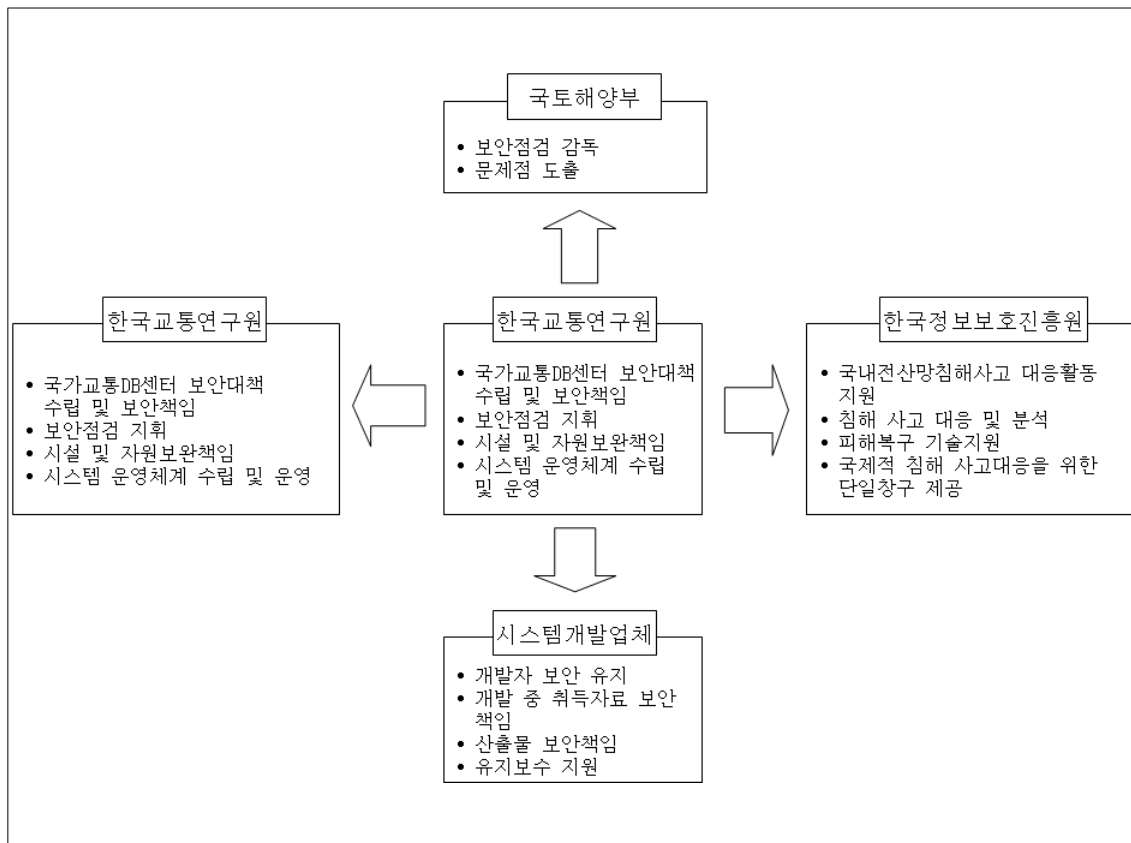 국토해양부
• 보안점검 감독
• 문제점 도출
한국교통연구원
• 국가교통DB센터 보안대책
수립 및 보안책임
• 보안점검 지휘
• 시설 및 자원보완책임
• 시스템 운영체계 수립 및 운영
한국교통연구원
• 국가교통DB센터 보안대책
수립 및 보안책임
• 보안점검 지휘
• 시설 및 자원보완책임
• 시스템 운영체계 수립
및 운영
한국정보보호진흥원
• 국내전산망침해사고 대응활동
지원
• 침해 사고 대응 및 분석
• 피해복구 기술지원
• 국제적 침해 사고대응을 위한
단일창구 제공
시스템개발업체
• 개발자 보안 유지
• 개발 중 취득자료 보안
책임
• 산출물 보안책임
• 유지보수 지원